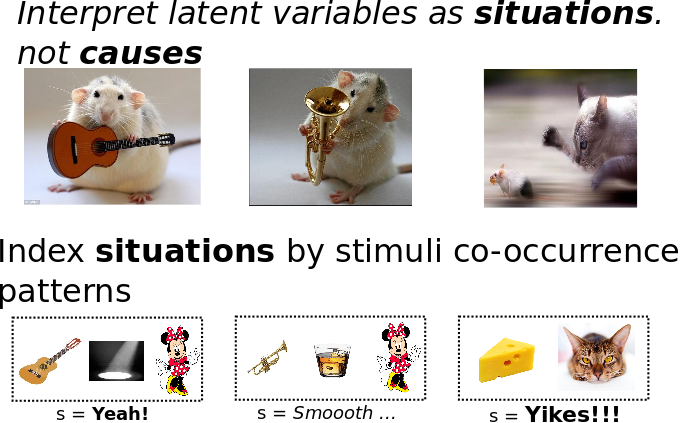 Interpret latent variables as situations.
not causes
Index situations by stimuli co-occurrence
patterns
s = Yeah!
s = Smoooth ...
s = Yikes!!!